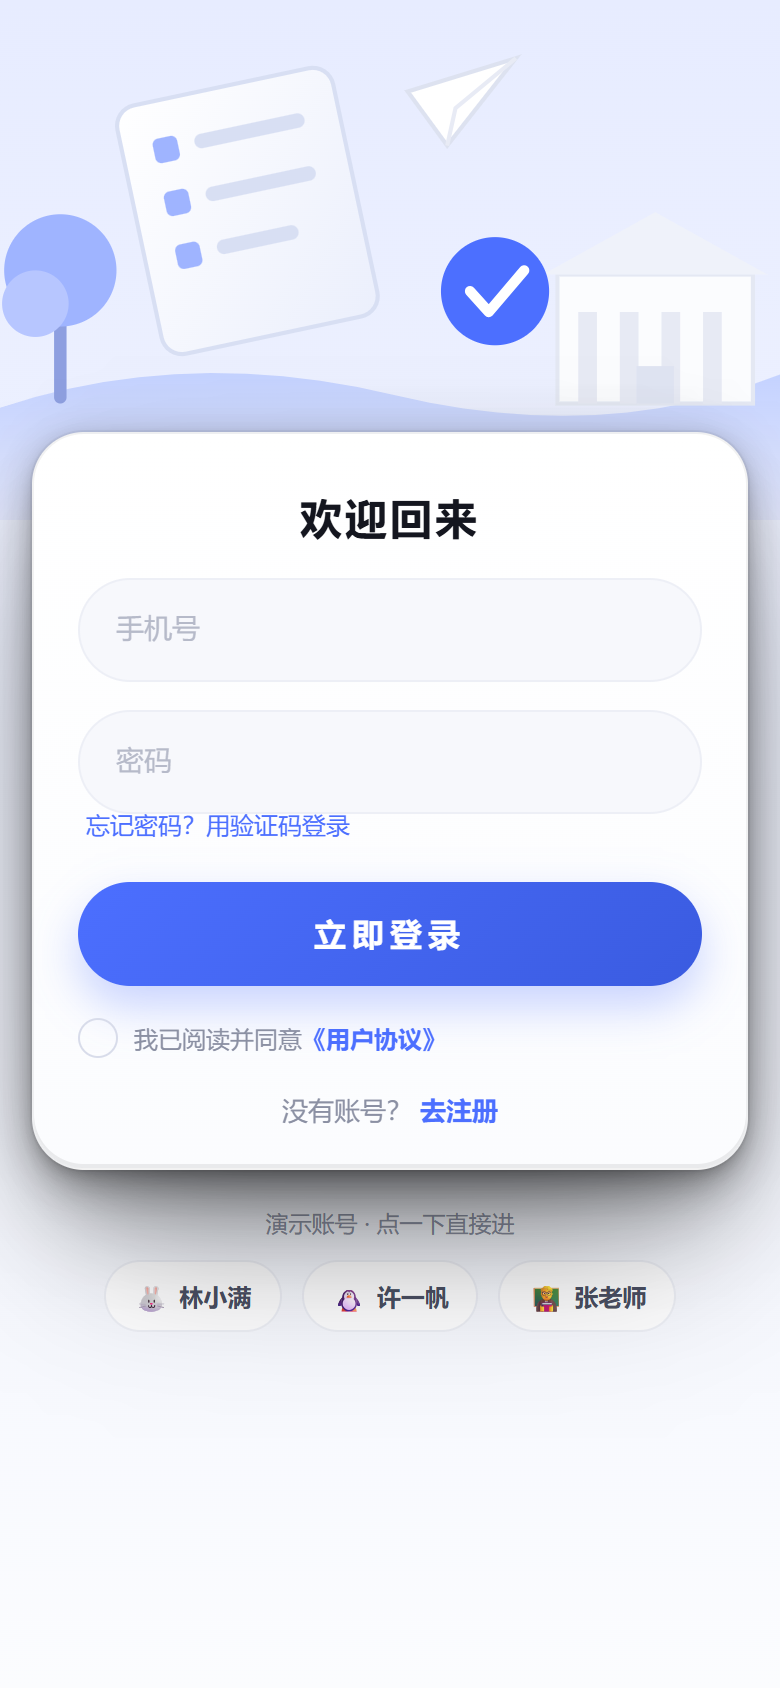 欢迎回来
手机号
密码
忘记密码？用验证码登录
立即登录
我已阅读并同意《用户协议》
没有账号？ 去注册
演示账号 · 点一下直接进
林小满 许一帆 张老师